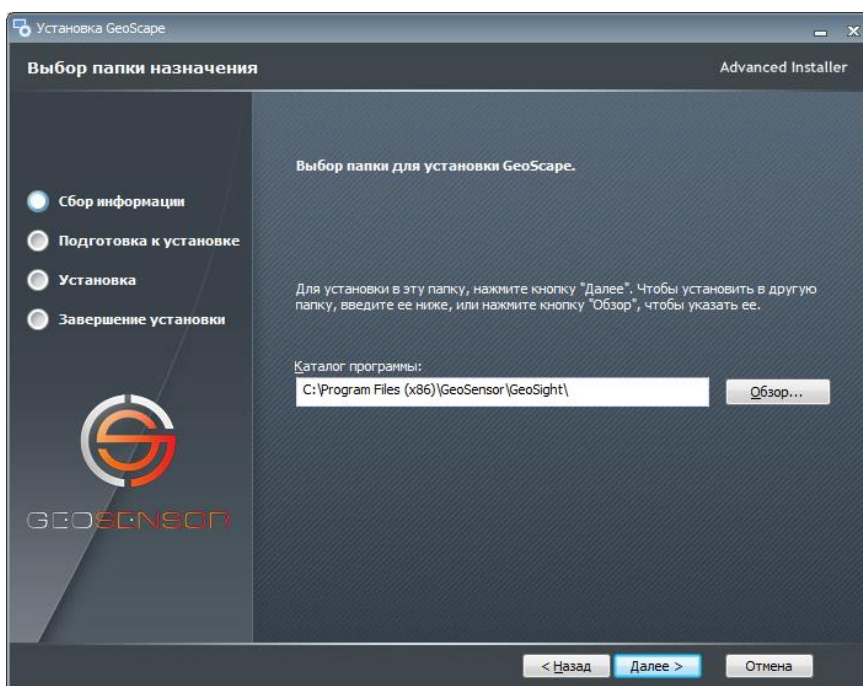 Установка GeoScape
Выбор папки назначения
Advanced Installer
Сбор информации
Подготовка к установке
Установка
Завершение установки
GEOSENSOR
Выбор папки для установки GeoScape.
Для установки в эту папку, нажмите кнопку "Далее". Чтобы установить в другую
папку, введите ее ниже, или нажмите кнопку "Обзор", чтобы указать ее.
Каталог программы:
C:\Program Files (x86)\GeoSensor\GeoSight\
Обзор...
< Назад
Далее >
Отмена